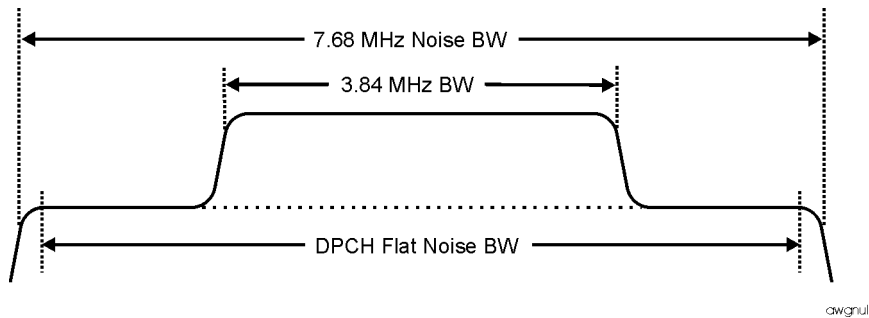 7.68 MHz Noise BW
3.84 MHz BW
DPCH Flat Noise BW
awgnul